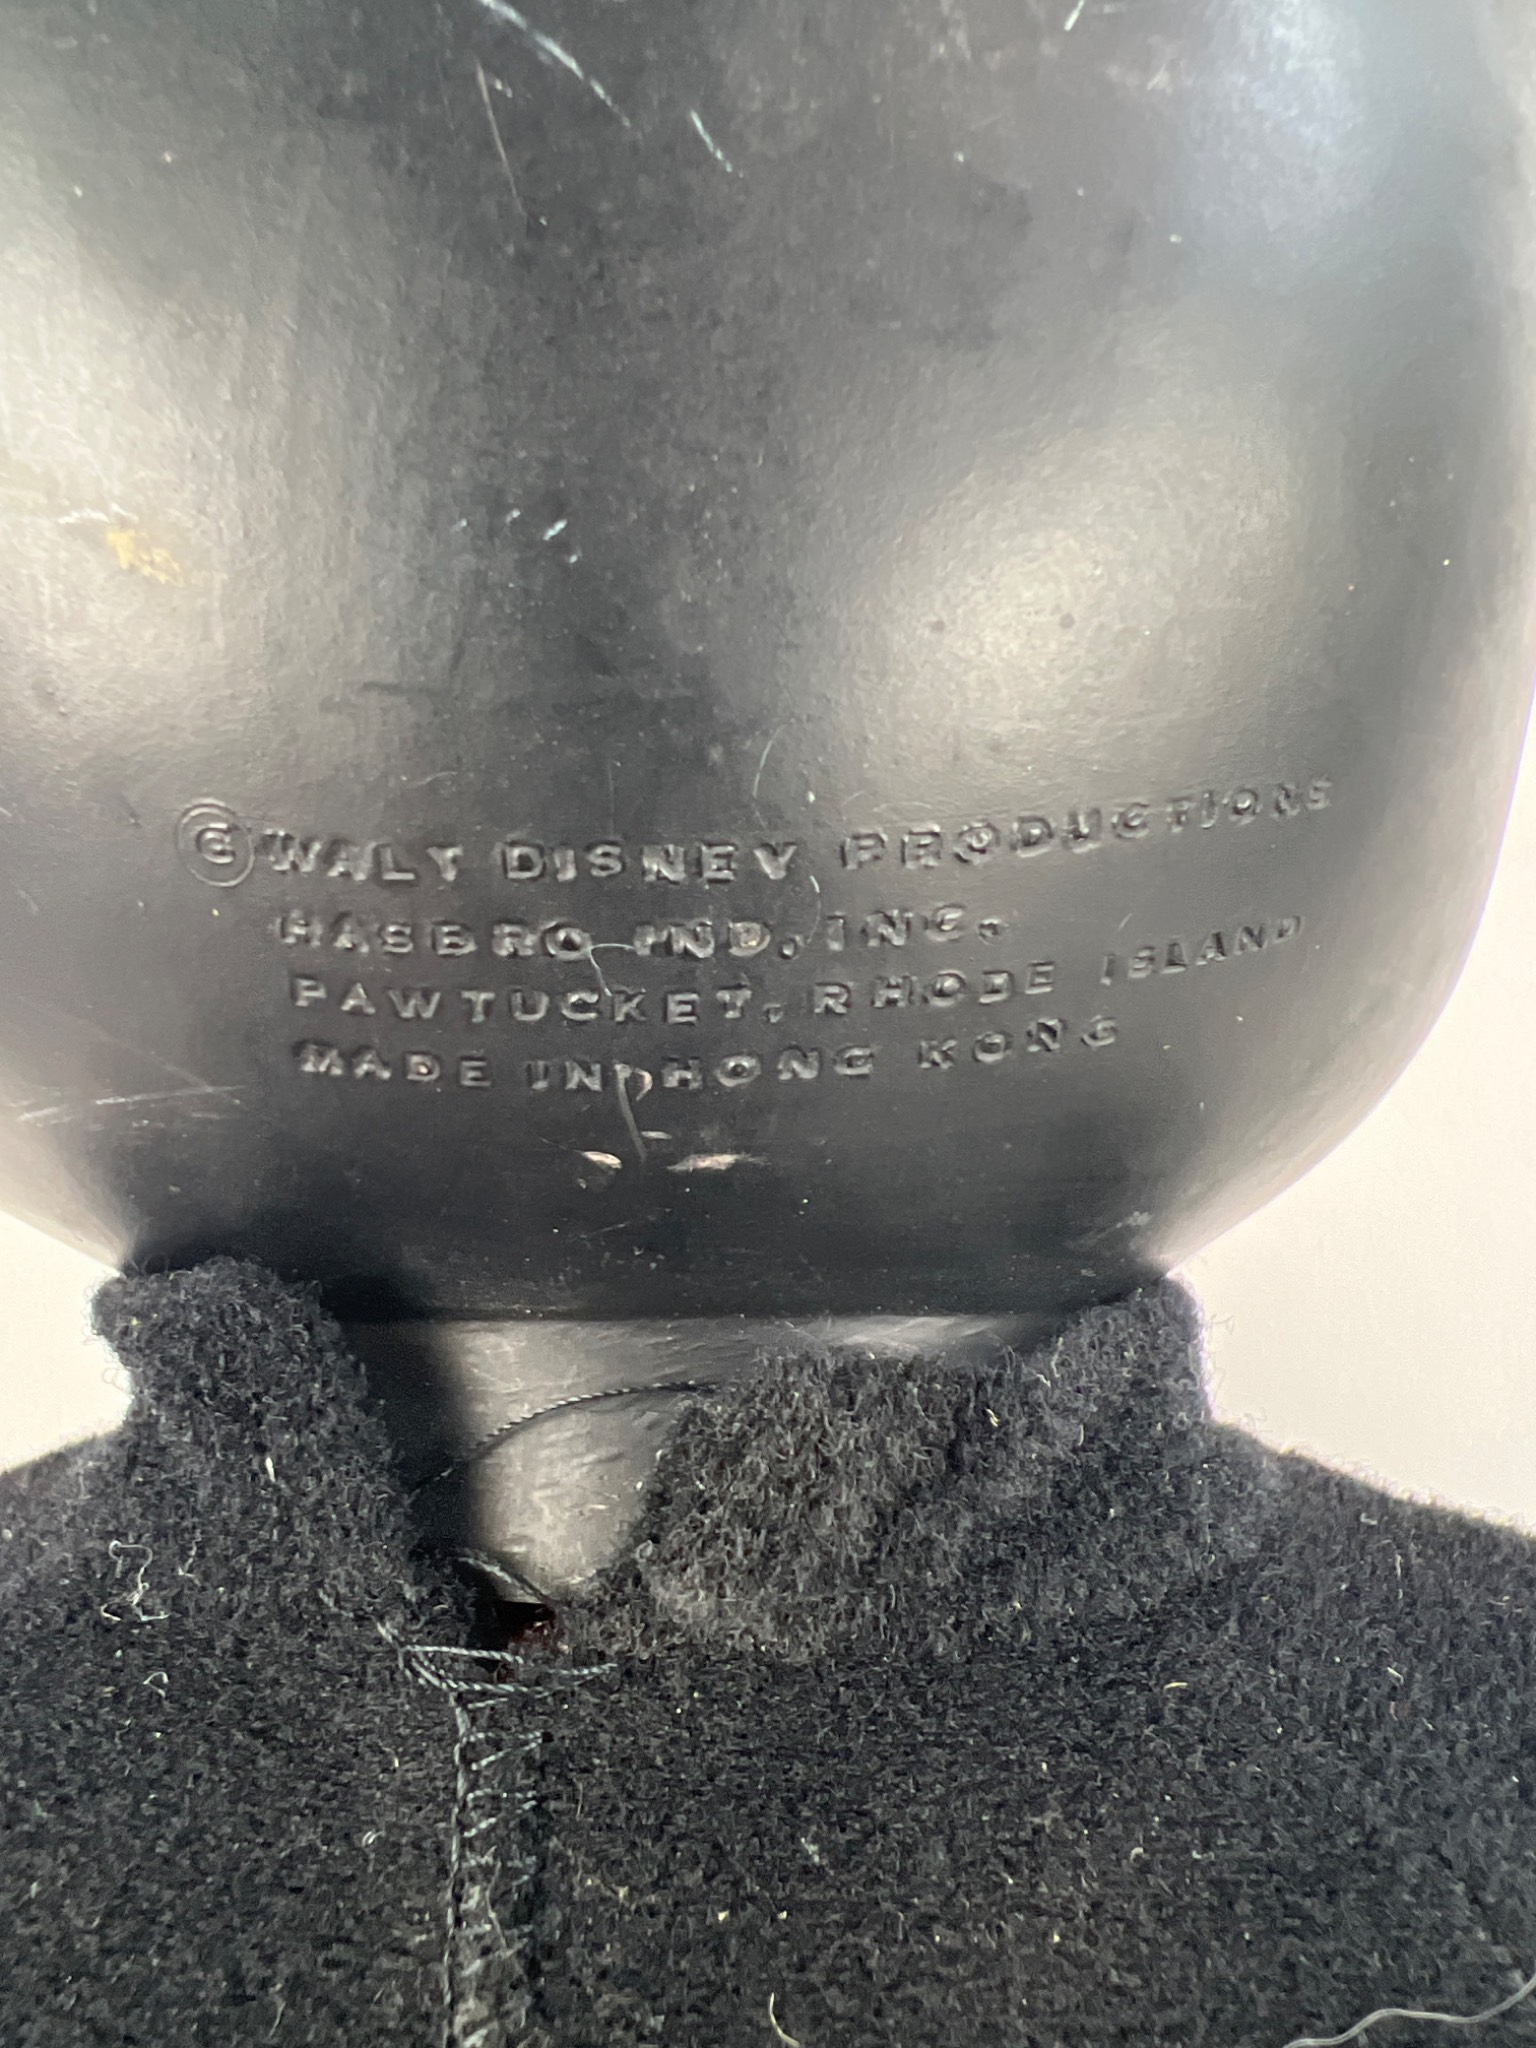 ©WALT DISNEY PRODUCTIONS
HASBRO IND. INC.
PAWTUCKET, RHODE ISLAND
MADE IN HONG KONG